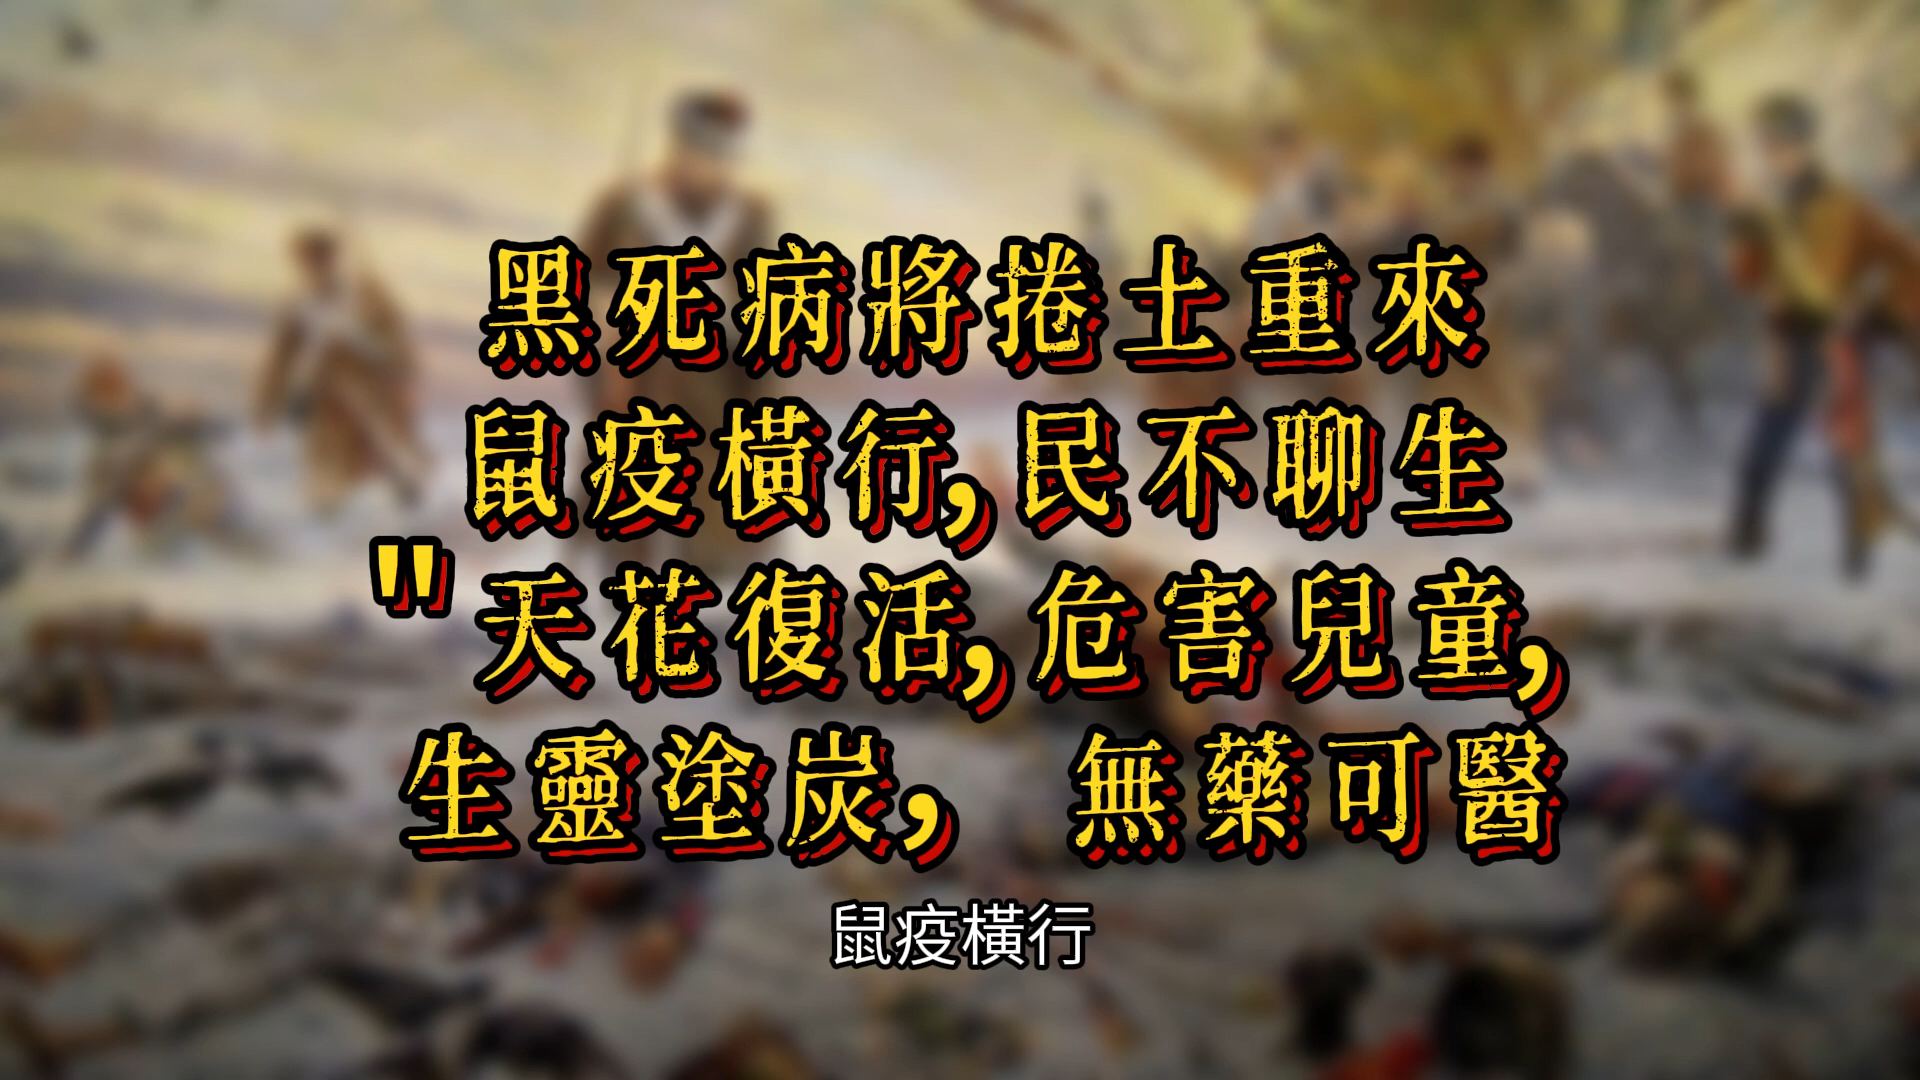 黑死病將捲土重來
鼠疫橫行,民不聊生
"天花復活,危害兒童,
生靈塗炭, 無藥可醫
鼠疫橫行